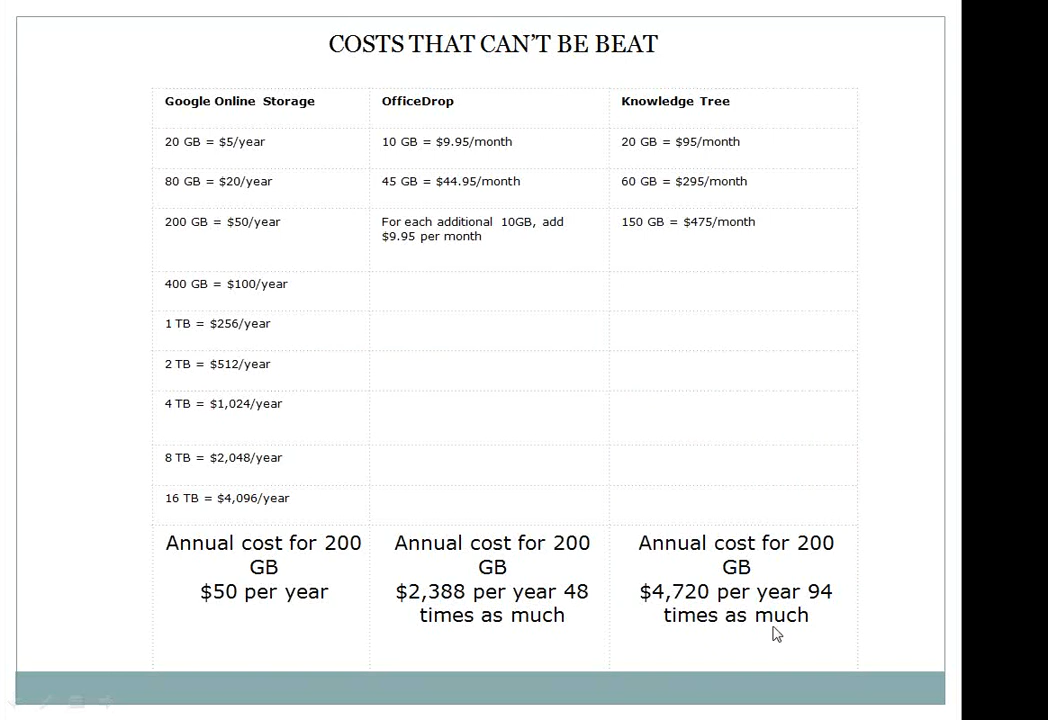 COSTS THAT CAN'T BE BEAT
Google Online Storage
OfficeDrop
Knowledge Tree
20 GB = $5/year
10 GB = $9.95/month
20 GB = $95/month
80 GB = $20/year
45 GB = $44.95/month
60 GB = $295/month
200 GB = $50/year
For each additional 10GB, add
$9.95 per month
150 GB = $475/month
400 GB = $100/year
1 TB = $256/year
2 TB = $512/year
4 TB = $1,024/year
8 TB = $2,048/year
16 TB = $4,096/year
Annual cost for 200
GB
$50 per year
Annual cost for 200
GB
$2,388 per year 48
times as much
Annual cost for 200
GB
$4,720 per year 94
times as much